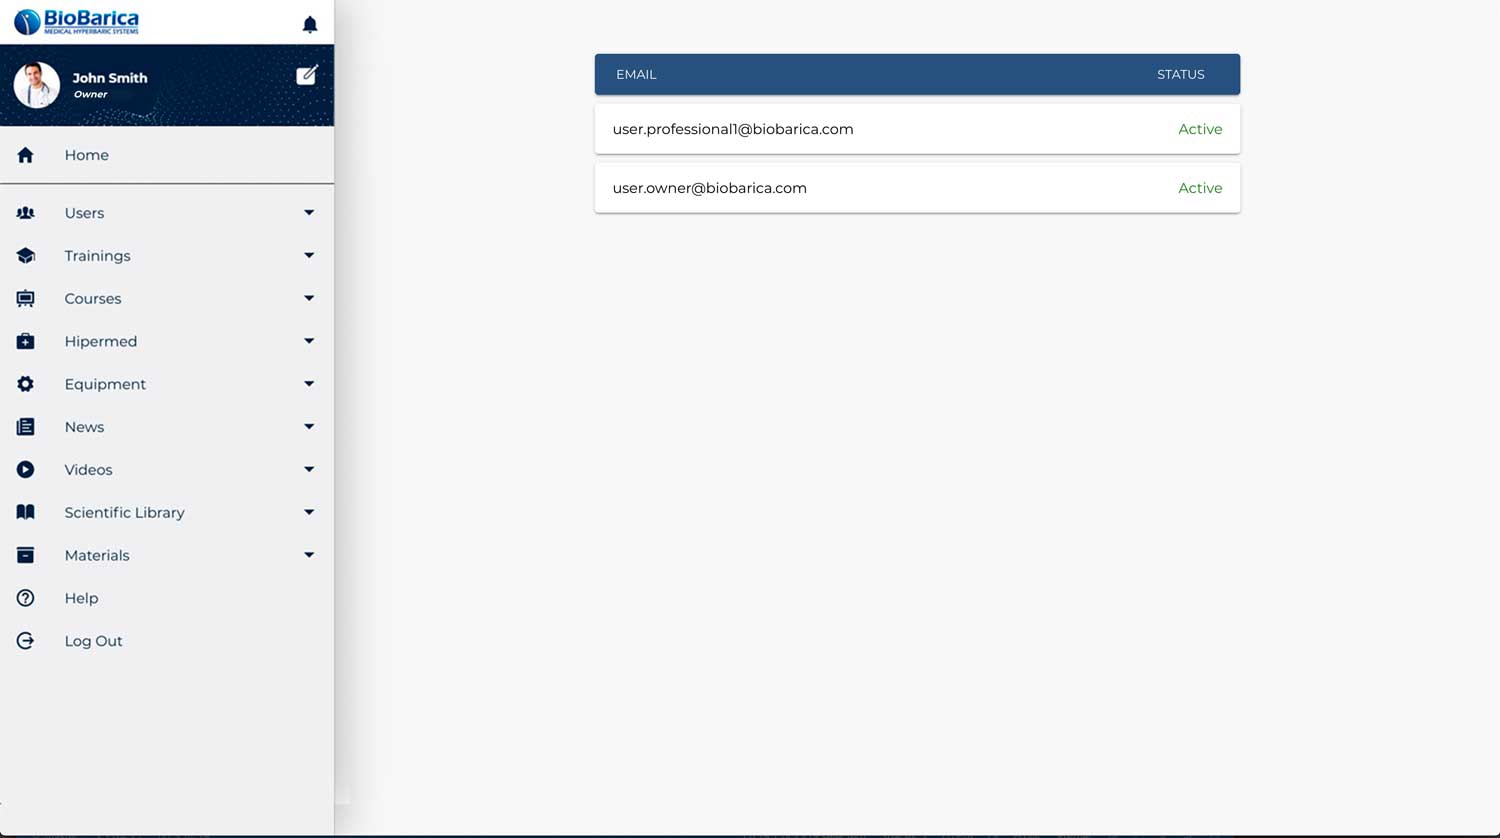 BioBarica
MEDICAL HYPERBARIC SYSTEMS
John Smith
Owner
Home
Users
Trainings
Courses
Hipermed
Equipment
News
Videos
Scientific Library
Materials
Help
Log Out
EMAIL STATUS
user.professional1@biobarica.com Active
user.owner@biobarica.com Active